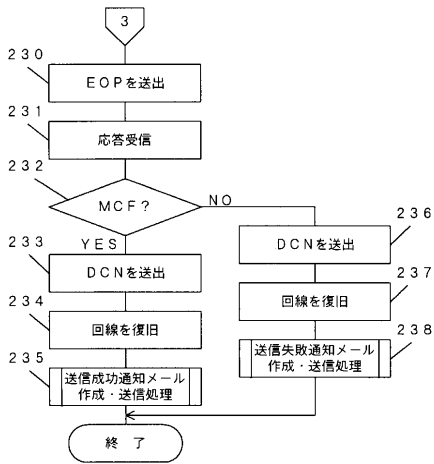 3
230
EOPを送出
231
応答受信
232
MCF?
NO
YES
233
DCNを送出
234
回線を復旧
235
送信成功通知メール
作成・送信処理
236
DCNを送出
237
回線を復旧
238
送信失敗通知メール
作成・送信処理
終了